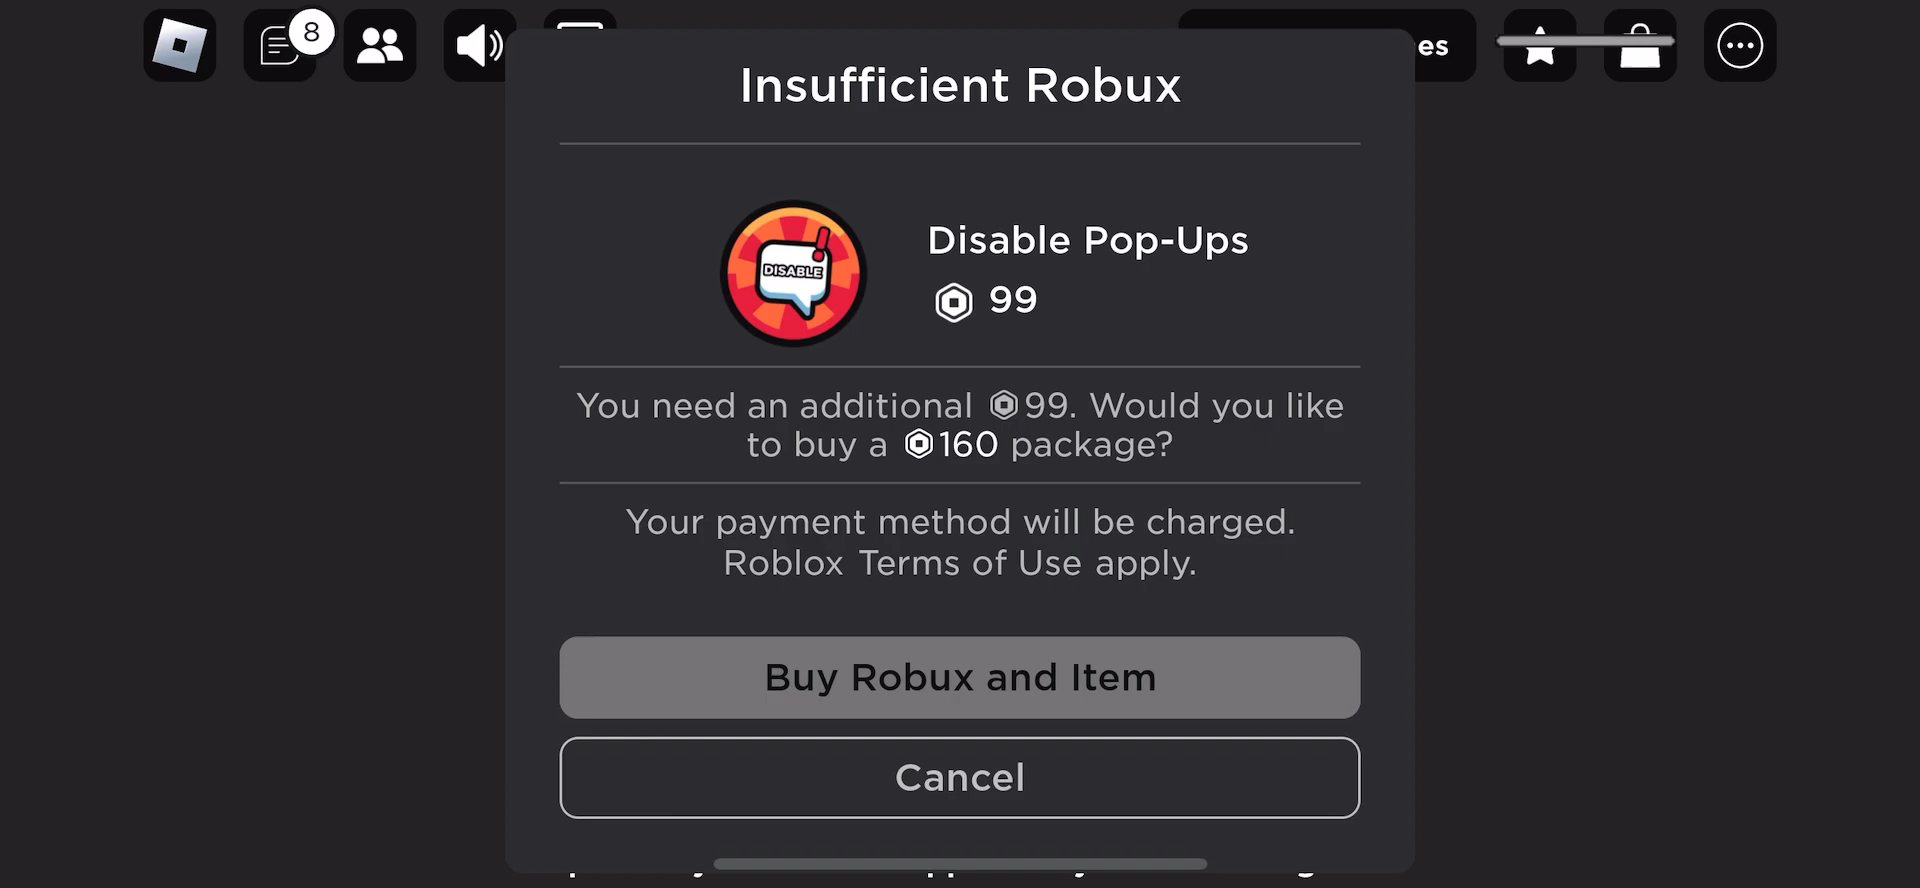 8
es
Insufficient Robux
DISABLE
Disable Pop-Ups
99
You need an additional 99. Would you like
to buy a 160 package?
Your payment method will be charged.
Roblox Terms of Use apply.
Buy Robux and Item
Cancel